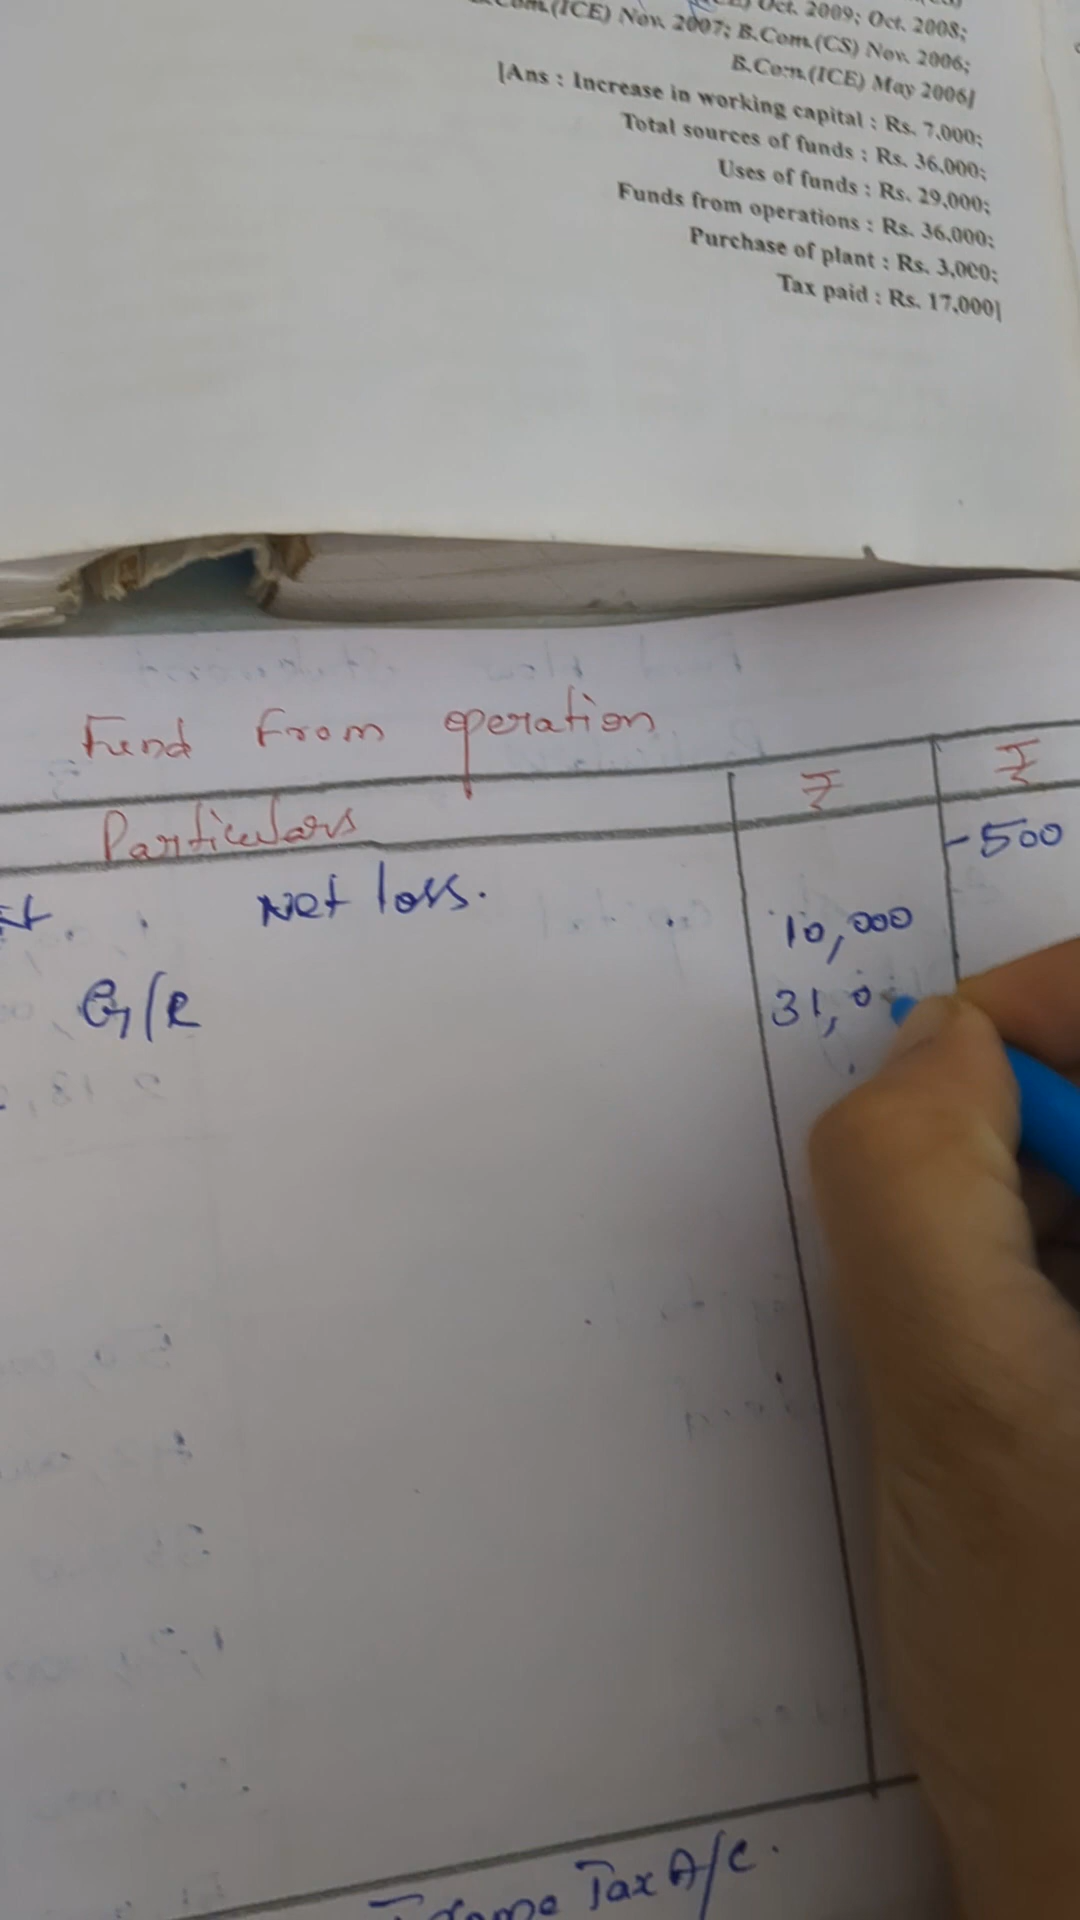 Oct. 2009; Oct. 2008;
(ICE) Nov. 2007; B.Com.(CS) Nov. 2006;
B.Com.(ICE) May 2006]
[Ans : Increase in working capital : Rs. 7,000;
Total sources of funds : Rs. 36,000;
Uses of funds : Rs. 29,000;
Funds from operations : Rs. 36,000;
Purchase of plant : Rs. 3,000;
Tax paid : Rs. 17,000]
Fund From operation
Particulars ₹ ₹
Net loss. -500
10,000
G/R 31,0
Tax A/c.